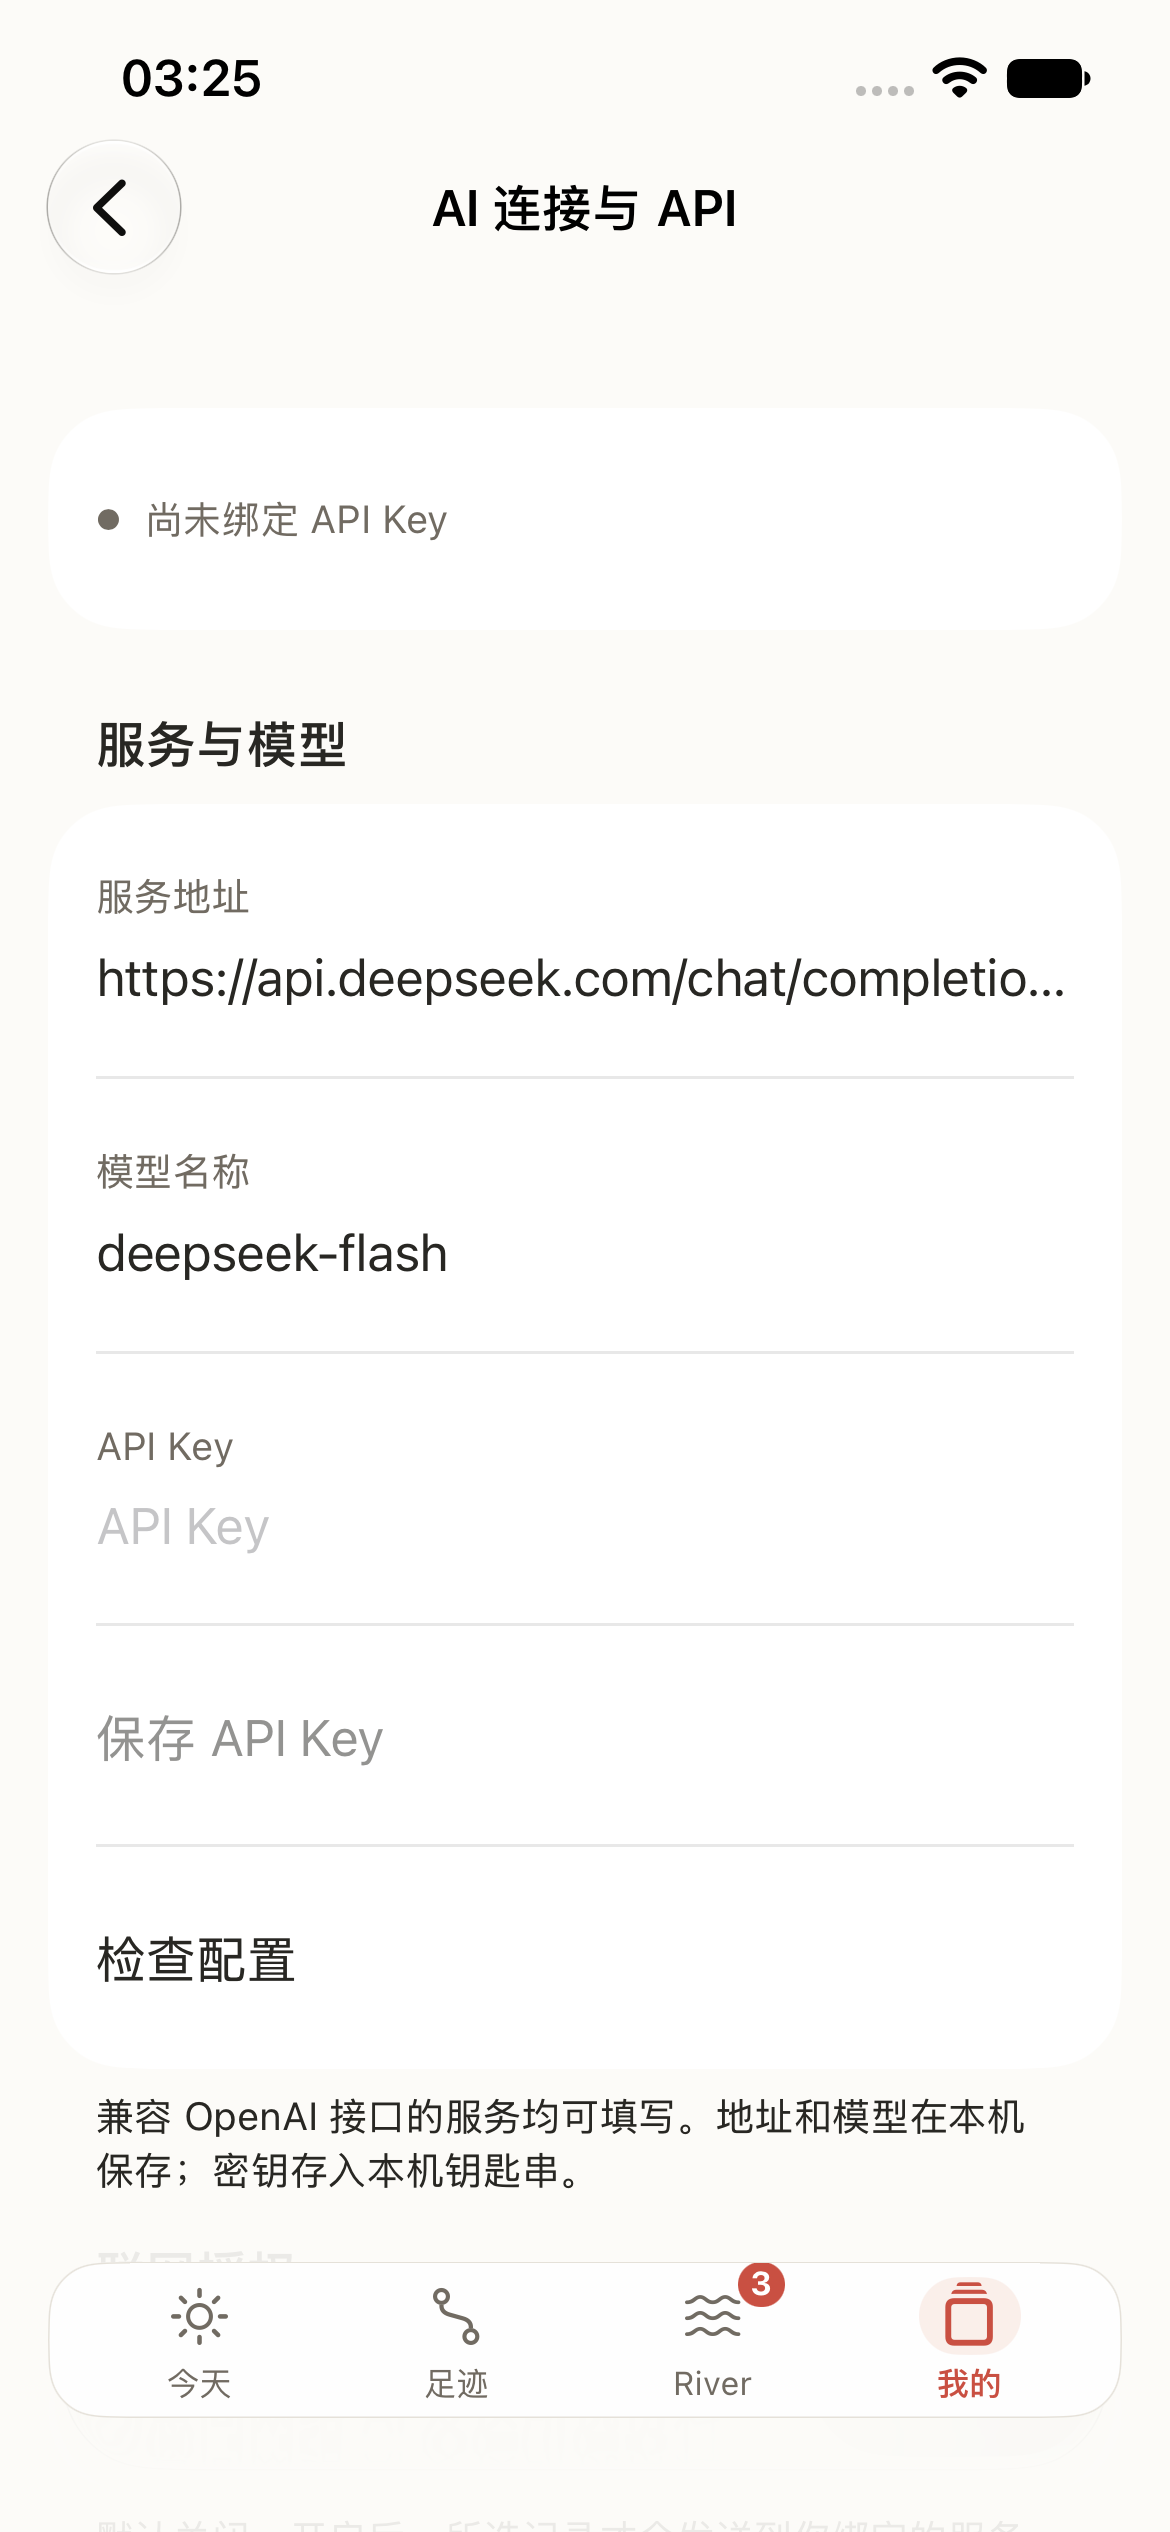 03:25
AI 连接与 API
尚未绑定 API Key
服务与模型
服务地址
https://api.deepseek.com/chat/completio...
模型名称
deepseek-flash
API Key
API Key
保存 API Key
检查配置
兼容 OpenAI 接口的服务均可填写。地址和模型在本机
保存；密钥存入本机钥匙串。
3
今天
足迹
River
我的